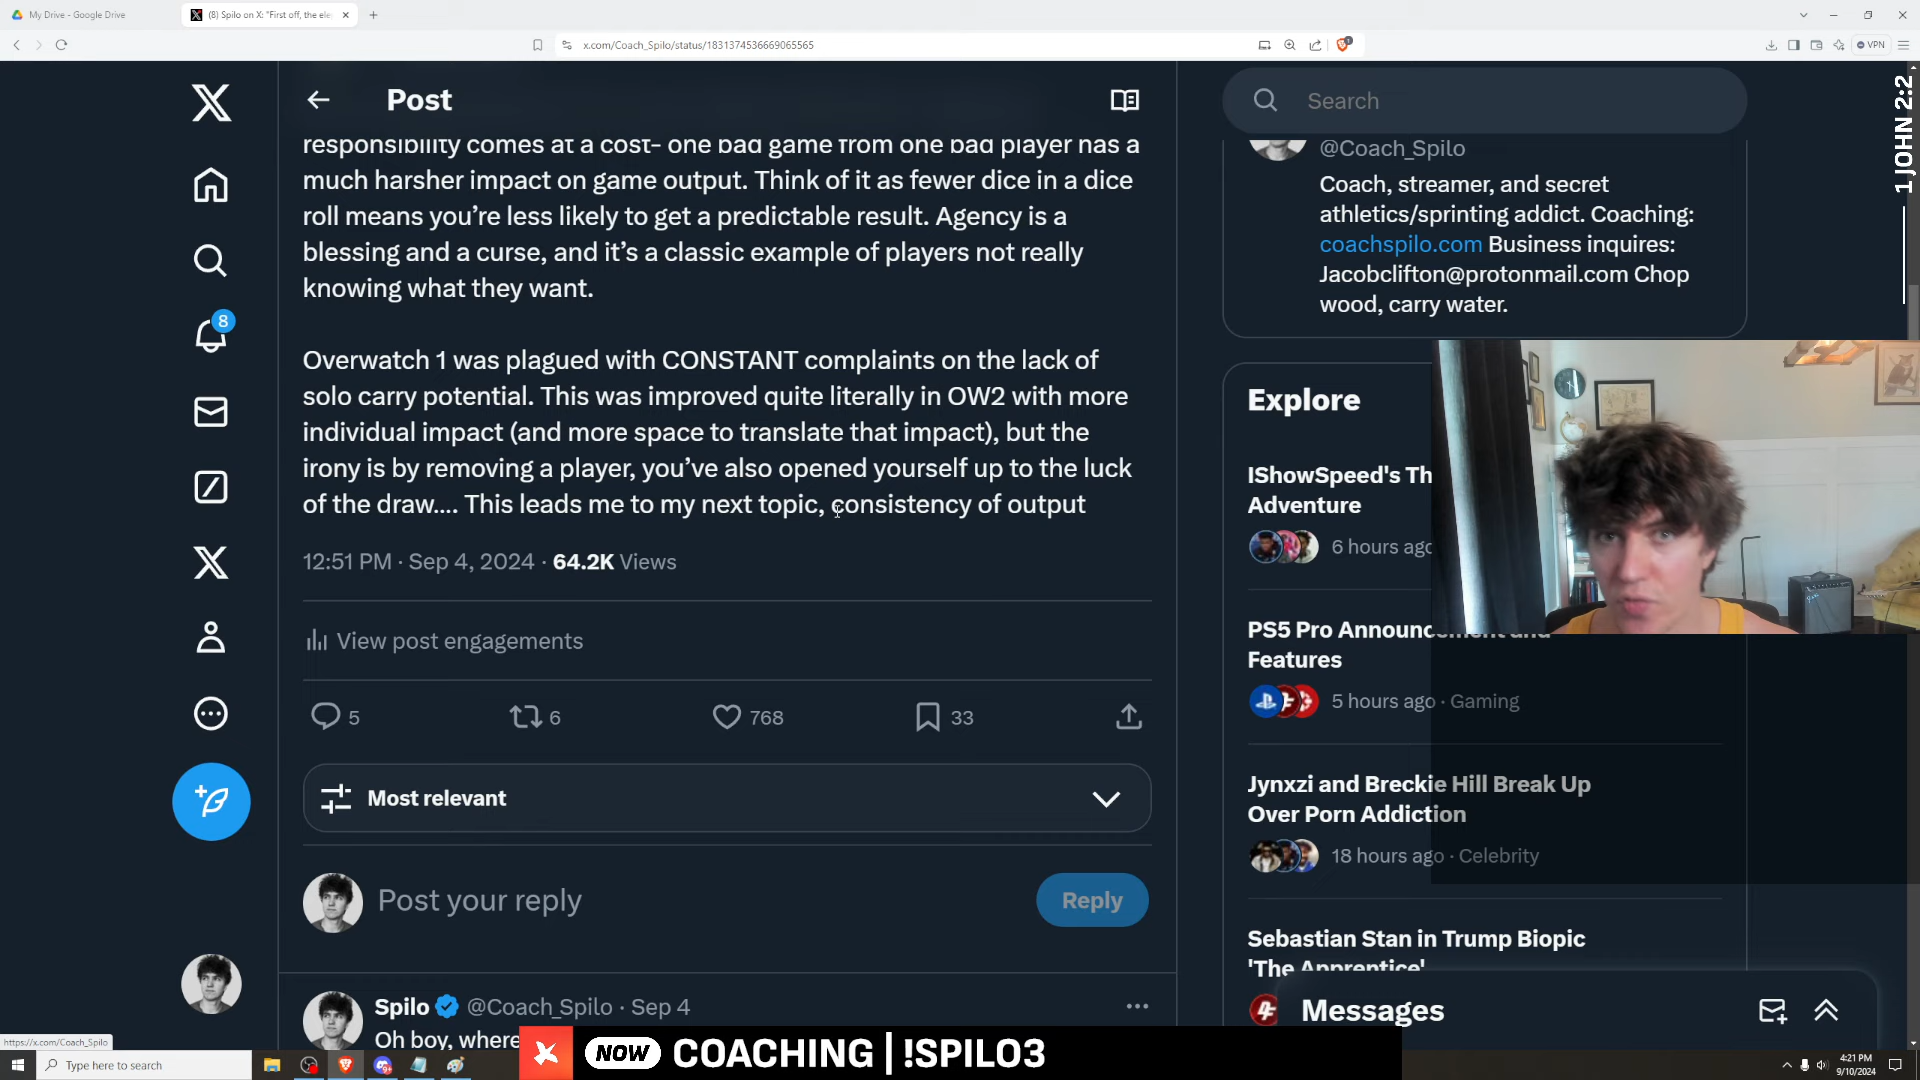 My Drive - Google Drive
(8) Spilo on X: "First off, the ele
x.com/Coach_Spilo/status/1831374536669065565
VPN
1 JOHN 2:2
Post
Search
responsibility comes at a cost- one bad game from one bad player has a
much harsher impact on game output. Think of it as fewer dice in a dice
roll means you're less likely to get a predictable result. Agency is a
blessing and a curse, and it's a classic example of players not really
knowing what they want.
Overwatch 1 was plagued with CONSTANT complaints on the lack of
solo carry potential. This was improved quite literally in OW2 with more
individual impact (and more space to translate that impact), but the
irony is by removing a player, you've also opened yourself up to the luck
of the draw.... This leads me to my next topic, consistency of output
12:51 PM · Sep 4, 2024 · 64.2K Views
View post engagements
5
6
768
33
Most relevant
Post your reply
Reply
Spilo @Coach_Spilo · Sep 4
Oh boy, where
8
@Coach_Spilo
Coach, streamer, and secret
athletics/sprinting addict. Coaching:
coachspilo.com Business inquires:
Jacobclifton@protonmail.com Chop
wood, carry water.
Explore
IShowSpeed's Th
Adventure
6 hours ago
PS5 Pro Announcement and
Features
5 hours ago · Gaming
Jynxzi and Breckie Hill Break Up
Over Porn Addiction
18 hours ago · Celebrity
Sebastian Stan in Trump Biopic
'The Apprentice'
Messages
https://x.com/Coach_Spilo
NOW COACHING | !SPILO3
Type here to search
4:21 PM
9/10/2024